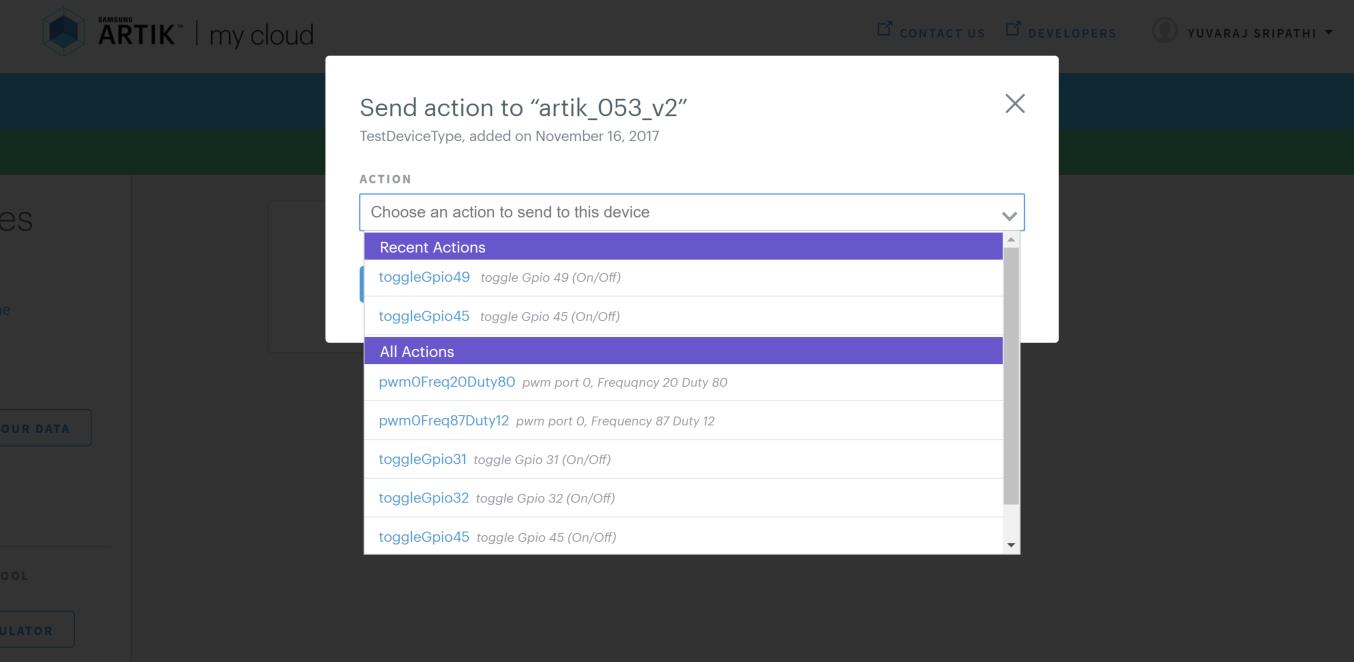 SAMSUNG
ARTIK™ | my cloud
CONTACT US
DEVELOPERS
YUVARAJ SRIPATHI
Send action to “artik_053_v2”
TestDeviceType, added on November 16, 2017
ACTION
Choose an action to send to this device
Recent Actions
toggleGpio49 toggle Gpio 49 (On/Off)
toggleGpio45 toggle Gpio 45 (On/Off)
All Actions
pwm0Freq20Duty80 pwm port 0, Frequqncy 20 Duty 80
pwm0Freq87Duty12 pwm port 0, Frequency 87 Duty 12
toggleGpio31 toggle Gpio 31 (On/Off)
toggleGpio32 toggle Gpio 32 (On/Off)
toggleGpio45 toggle Gpio 45 (On/Off)
es
e
OUR DATA
OOL
ULATOR